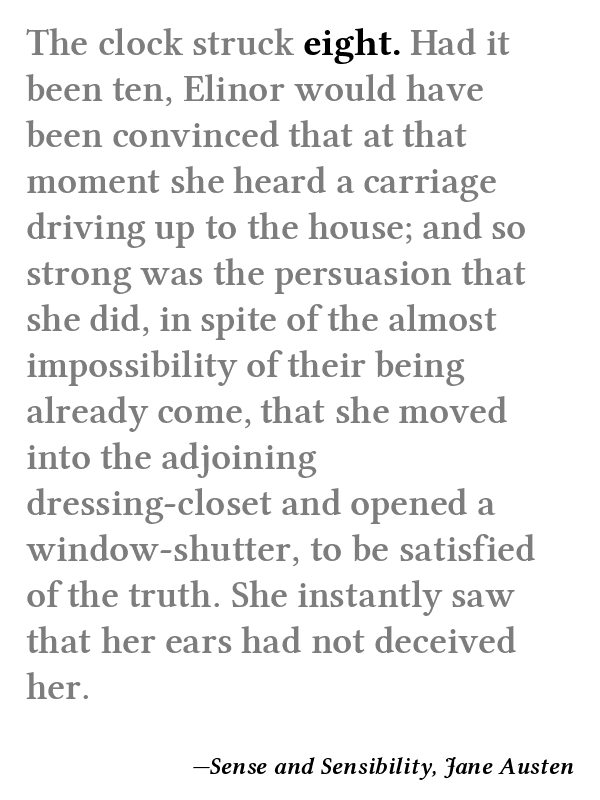 The clock struck eight. Had it
been ten, Elinor would have
been convinced that at that
moment she heard a carriage
driving up to the house; and so
strong was the persuasion that
she did, in spite of the almost
impossibility of their being
already come, that she moved
into the adjoining
dressing-closet and opened a
window-shutter, to be satisfied
of the truth. She instantly saw
that her ears had not deceived
her.
—Sense and Sensibility, Jane Austen